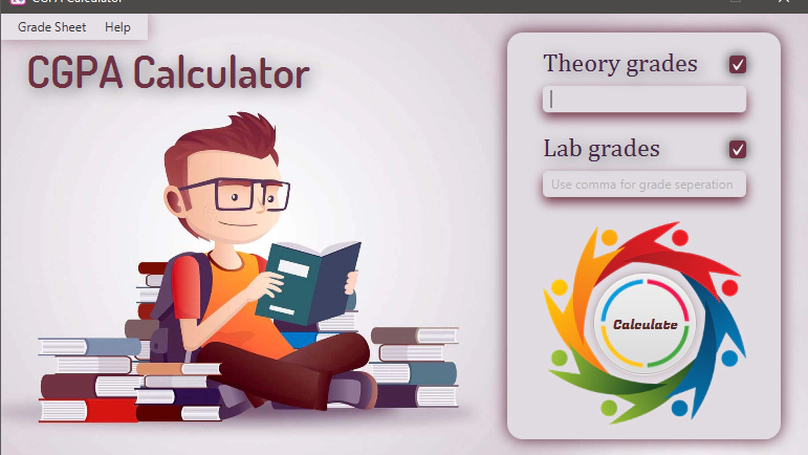 CGPA Calculator
Grade Sheet Help
CGPA Calculator
Theory grades
Lab grades
Use comma for grade seperation
Calculate